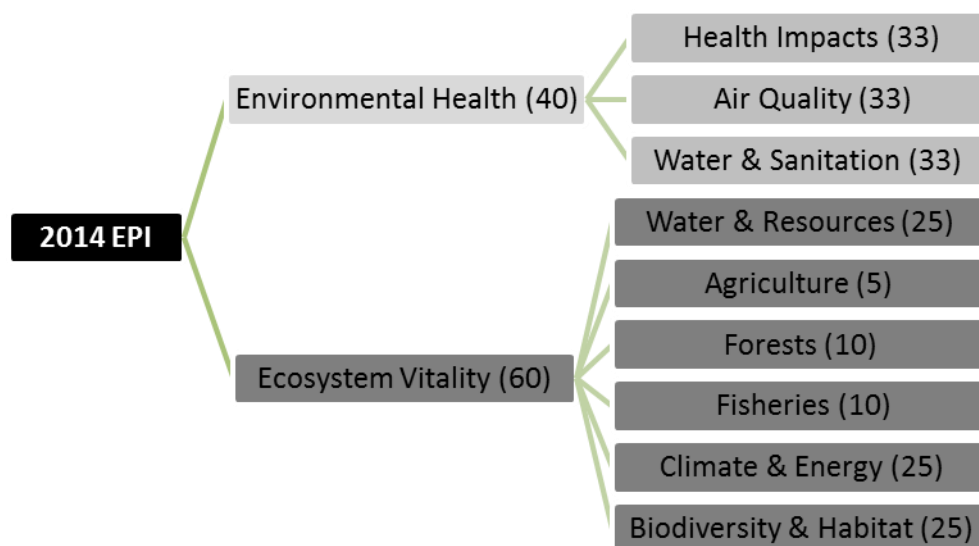 2014 EPI
Environmental Health (40)
Health Impacts (33)
Air Quality (33)
Water & Sanitation (33)
Ecosystem Vitality (60)
Water & Resources (25)
Agriculture (5)
Forests (10)
Fisheries (10)
Climate & Energy (25)
Biodiversity & Habitat (25)